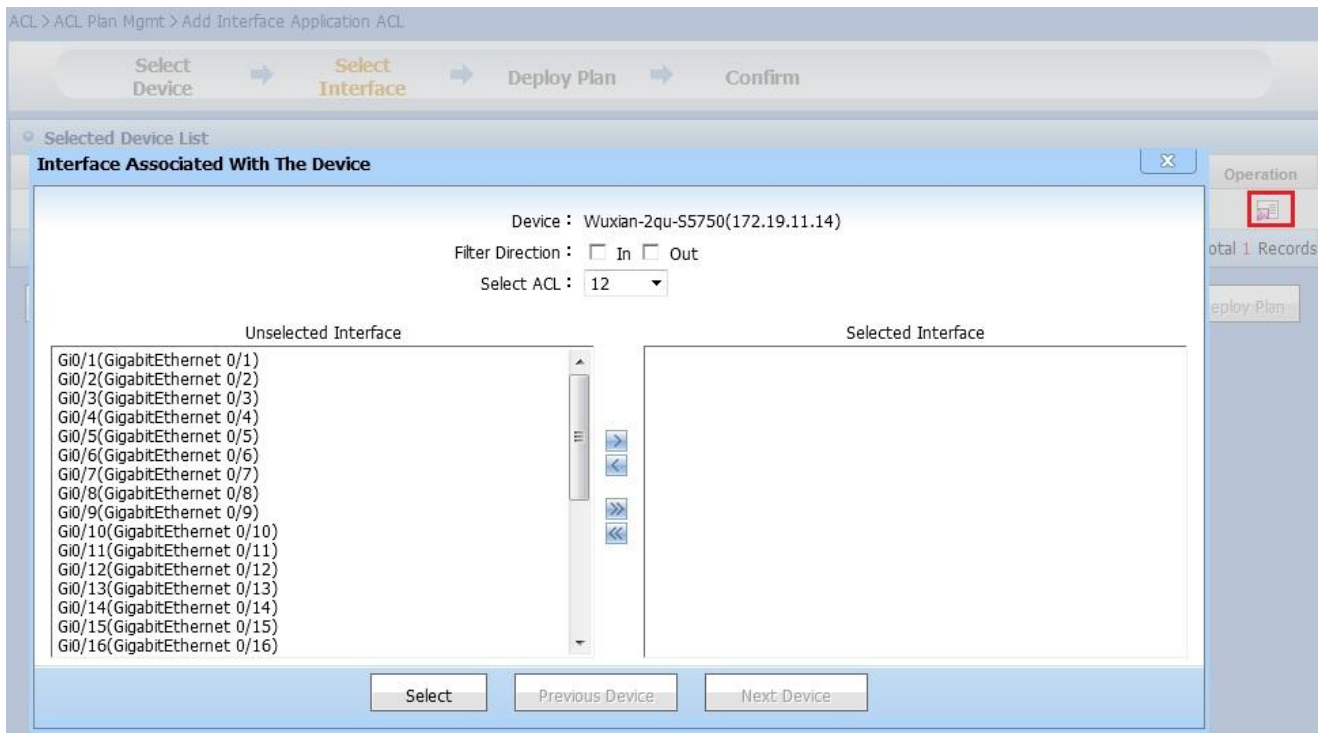 ACL > ACL Plan Mgmt > Add Interface Application ACL
Select Device
Select Interface
Deploy Plan
Confirm
Selected Device List
Interface Associated With The Device
Operation
Device : Wuxian-2qu-S5750(172.19.11.14)
Filter Direction : In Out
otal 1 Records
Select ACL : 12
eploy Plan
Unselected Interface
Selected Interface
Gi0/1(GigabitEthernet 0/1)
Gi0/2(GigabitEthernet 0/2)
Gi0/3(GigabitEthernet 0/3)
Gi0/4(GigabitEthernet 0/4)
Gi0/5(GigabitEthernet 0/5)
Gi0/6(GigabitEthernet 0/6)
Gi0/7(GigabitEthernet 0/7)
Gi0/8(GigabitEthernet 0/8)
Gi0/9(GigabitEthernet 0/9)
Gi0/10(GigabitEthernet 0/10)
Gi0/11(GigabitEthernet 0/11)
Gi0/12(GigabitEthernet 0/12)
Gi0/13(GigabitEthernet 0/13)
Gi0/14(GigabitEthernet 0/14)
Gi0/15(GigabitEthernet 0/15)
Gi0/16(GigabitEthernet 0/16)
Select
Previous Device
Next Device